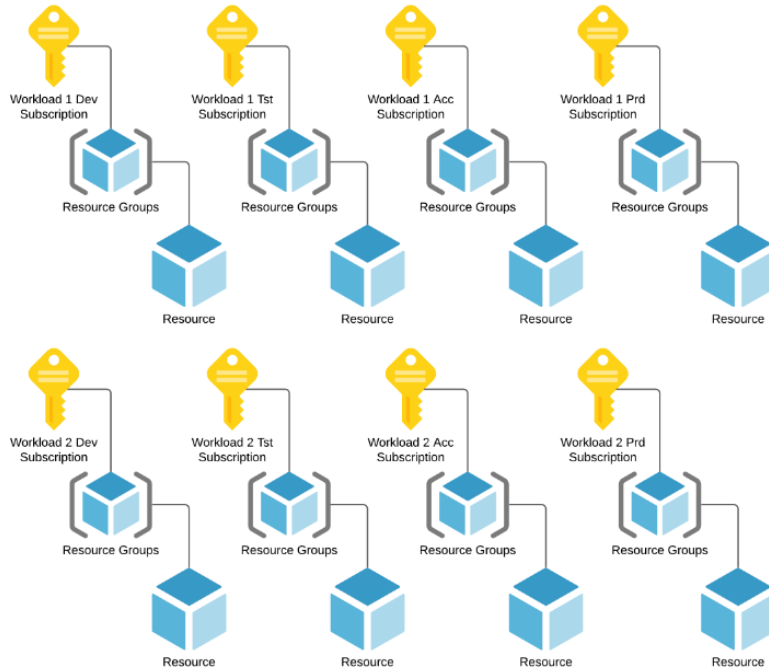 Workload 1 Dev
Subscription
Workload 1 Tst
Subscription
Workload 1 Acc
Subscription
Workload 1 Prd
Subscription
Resource Groups
Resource Groups
Resource Groups
Resource Groups
Resource
Resource
Resource
Resource
Workload 2 Dev
Subscription
Workload 2 Tst
Subscription
Workload 2 Acc
Subscription
Workload 2 Prd
Subscription
Resource Groups
Resource Groups
Resource Groups
Resource Groups
Resource
Resource
Resource
Resource